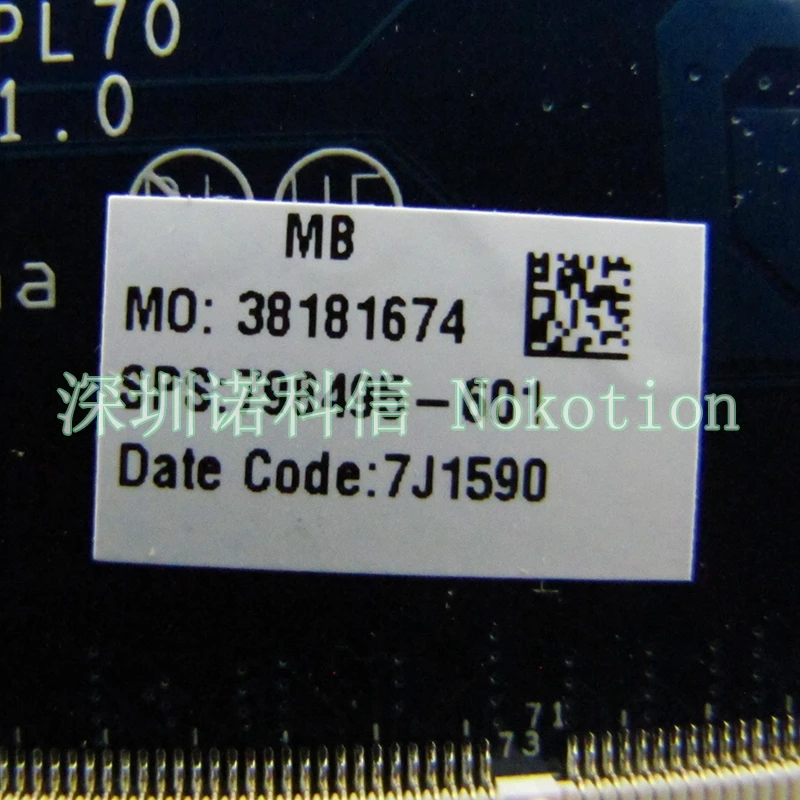 PL70
1.0
MB
MO: 38181674
深圳诺科信 Nokotion
Date Code:7J1590
71
73